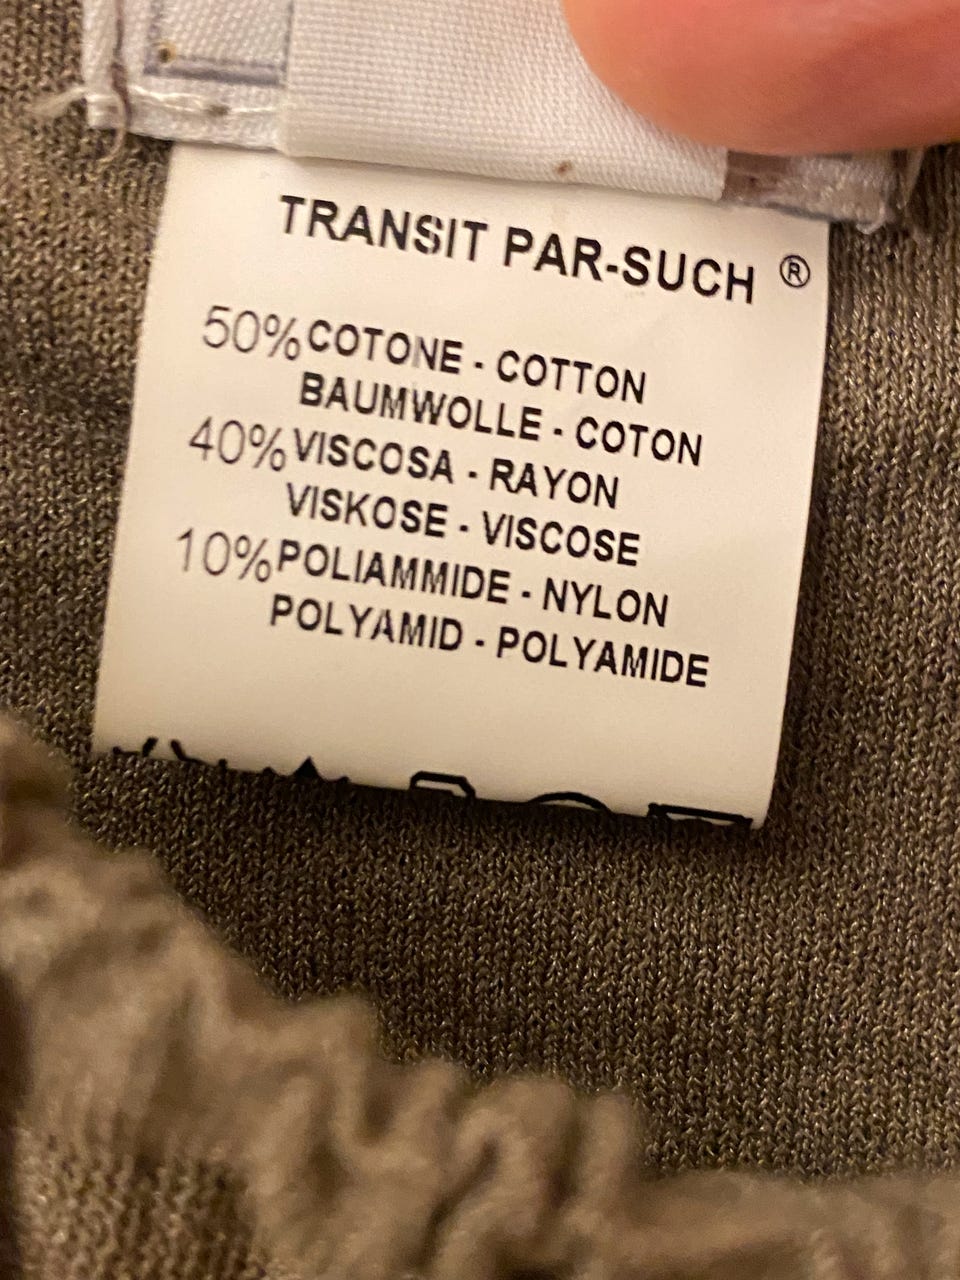 TRANSIT PAR-SUCH ®
50% COTONE - COTTON
BAUMWOLLE - COTON
40% VISCOSA - RAYON
VISKOSE - VISCOSE
10% POLIAMMIDE - NYLON
POLYAMID - POLYAMIDE